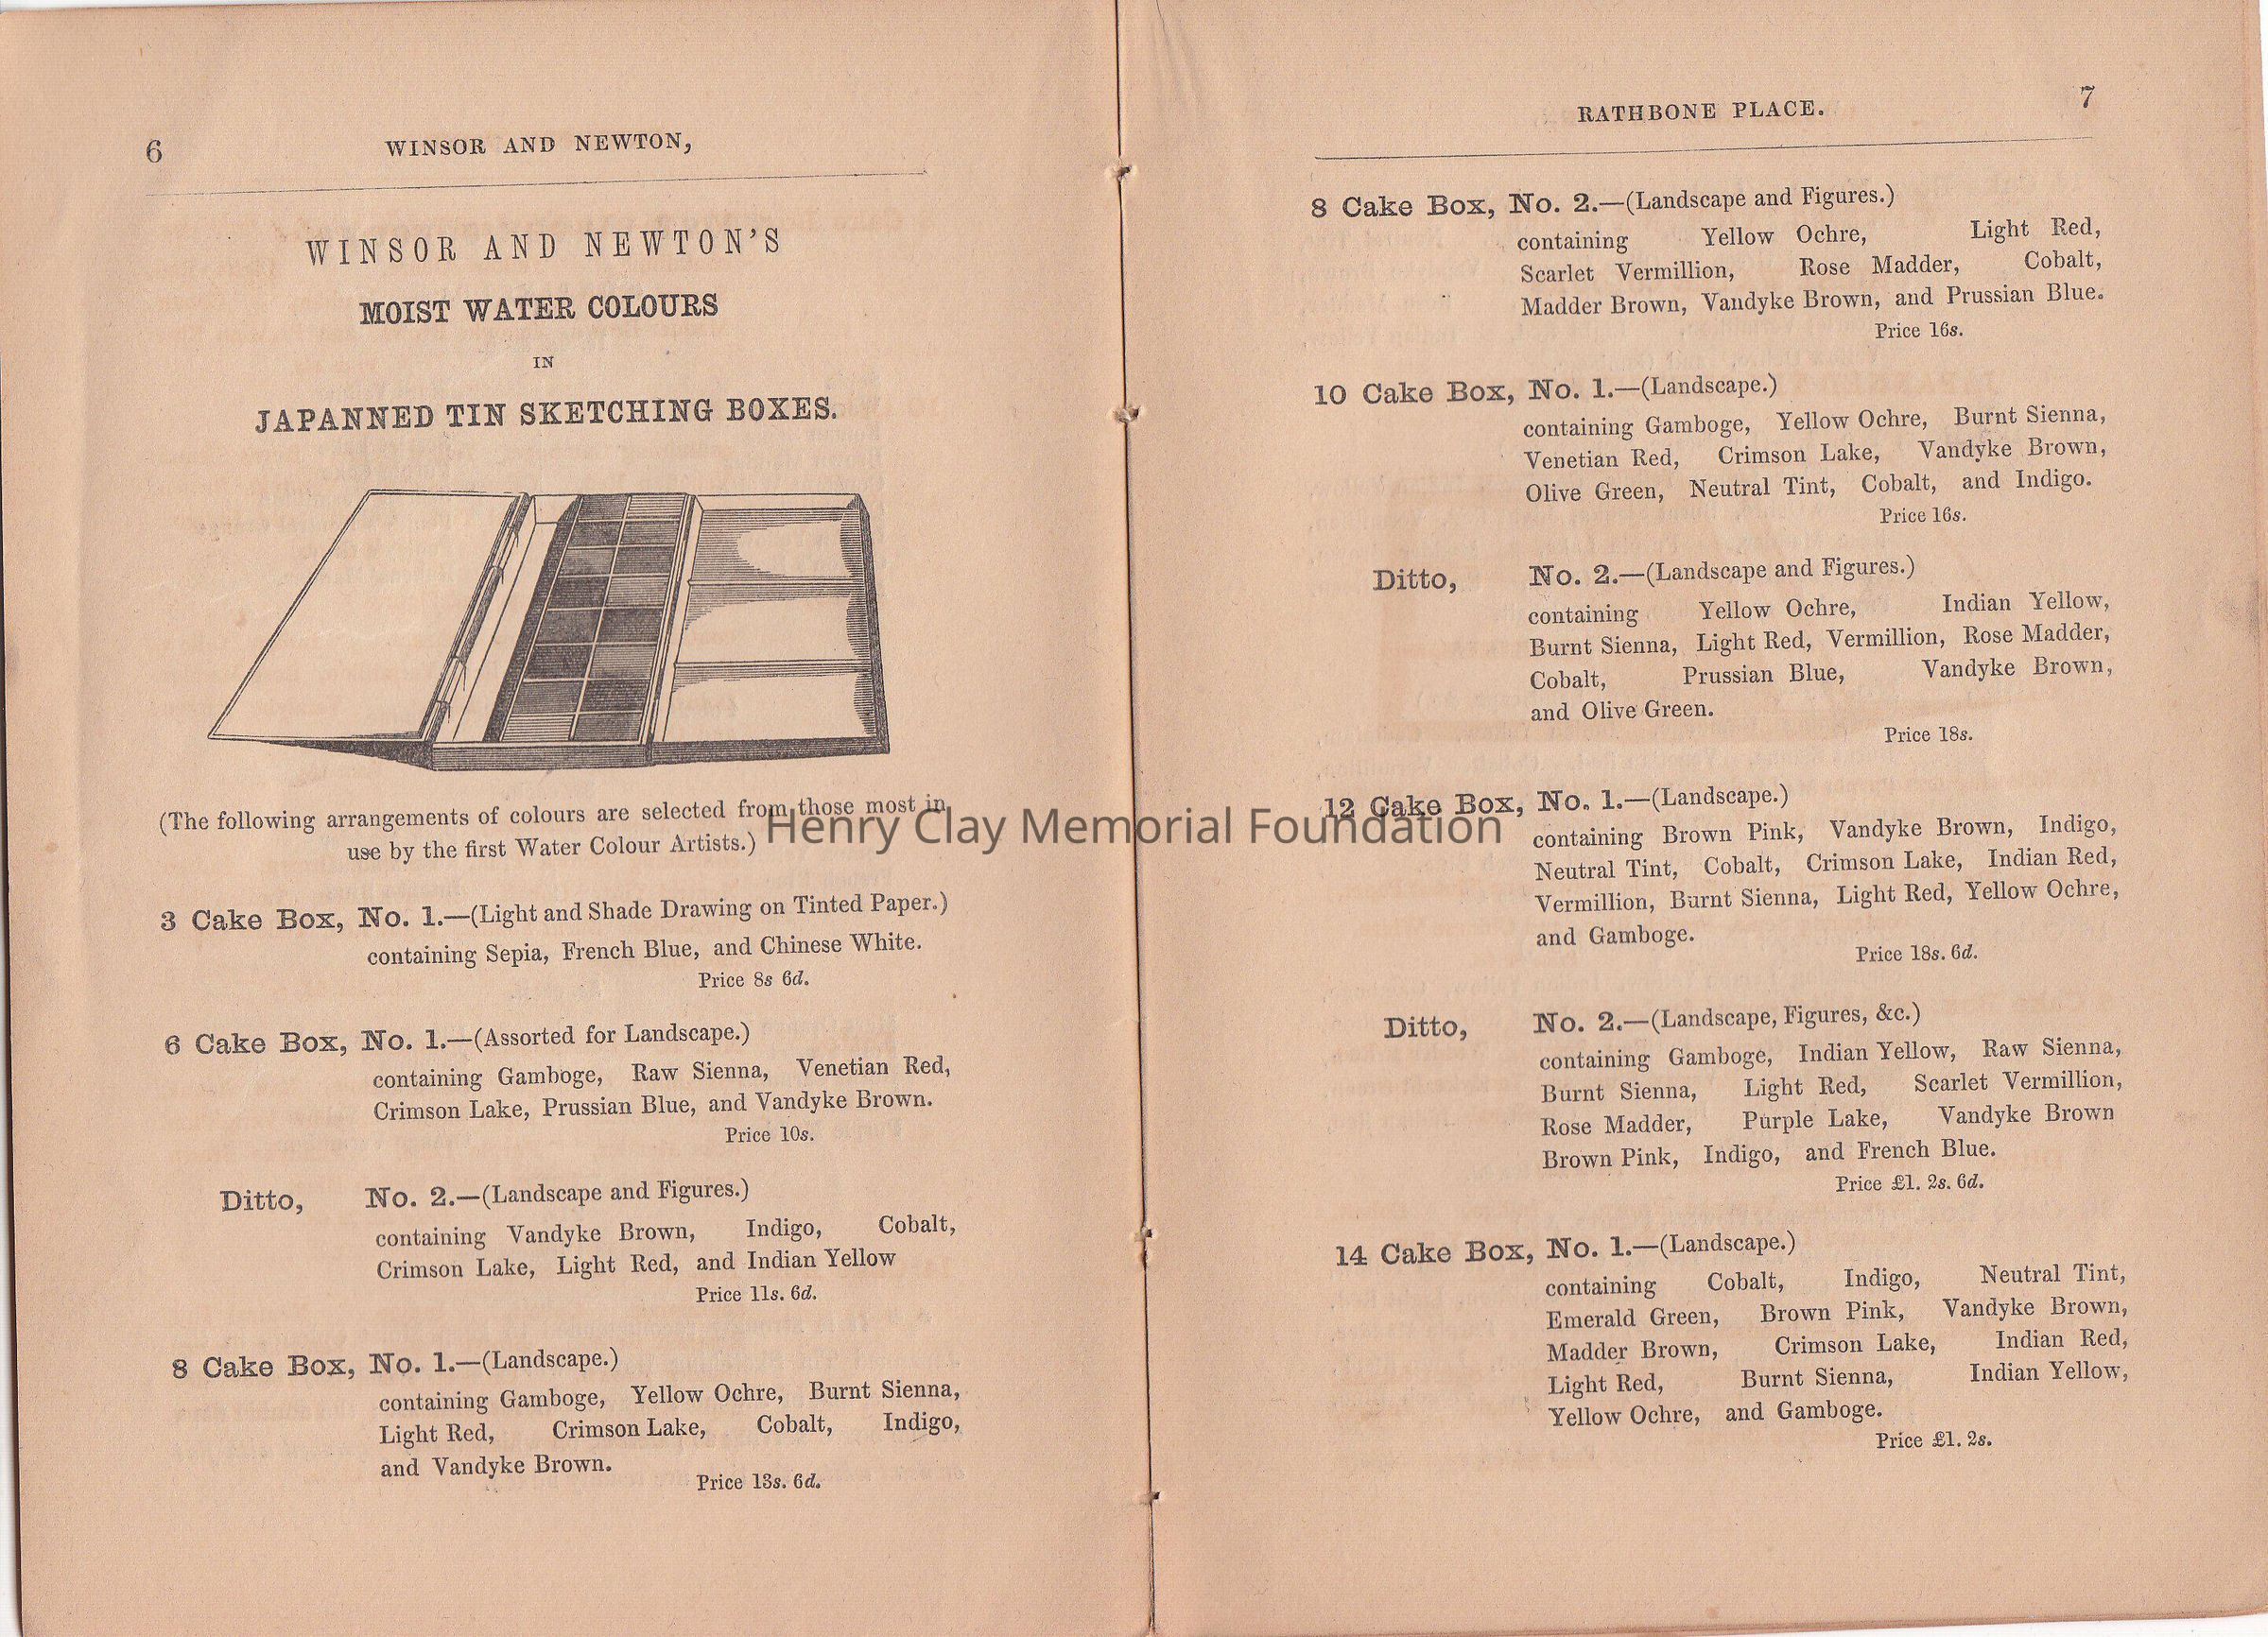 6 WINSOR AND NEWTON,
WINSOR AND NEWTON'S
MOIST WATER COLOURS
IN
JAPANNED TIN SKETCHING BOXES.
(The following arrangements of colours are selected from those most in
use by the first Water Colour Artists.)
3 Cake Box, No. 1.—(Light and Shade Drawing on Tinted Paper.)
containing Sepia, French Blue, and Chinese White.
Price 8s 6d.
6 Cake Box, No. 1.—(Assorted for Landscape.)
containing Gamboge, Raw Sienna, Venetian Red,
Crimson Lake, Prussian Blue, and Vandyke Brown.
Price 10s.
Ditto, No. 2.—(Landscape and Figures.)
containing Vandyke Brown, Indigo, Cobalt,
Crimson Lake, Light Red, and Indian Yellow
Price 11s. 6d.
8 Cake Box, No. 1.—(Landscape.)
containing Gamboge, Yellow Ochre, Burnt Sienna,
Light Red, Crimson Lake, Cobalt, Indigo,
and Vandyke Brown.
Price 13s. 6d.
RATHBONE PLACE. 7
8 Cake Box, No. 2.—(Landscape and Figures.)
containing Yellow Ochre, Light Red,
Scarlet Vermillion, Rose Madder, Cobalt,
Madder Brown, Vandyke Brown, and Prussian Blue.
Price 16s.
10 Cake Box, No. 1.—(Landscape.)
containing Gamboge, Yellow Ochre, Burnt Sienna,
Venetian Red, Crimson Lake, Vandyke Brown,
Olive Green, Neutral Tint, Cobalt, and Indigo.
Price 16s.
Ditto, No. 2.—(Landscape and Figures.)
containing Yellow Ochre, Indian Yellow,
Burnt Sienna, Light Red, Vermillion, Rose Madder,
Cobalt, Prussian Blue, Vandyke Brown,
and Olive Green.
Price 18s.
12 Cake Box, No. 1.—(Landscape.)
containing Brown Pink, Vandyke Brown, Indigo,
Neutral Tint, Cobalt, Crimson Lake, Indian Red,
Vermillion, Burnt Sienna, Light Red, Yellow Ochre,
and Gamboge.
Price 18s. 6d.
Ditto, No. 2.—(Landscape, Figures, &c.)
containing Gamboge, Indian Yellow, Raw Sienna,
Burnt Sienna, Light Red, Scarlet Vermillion,
Rose Madder, Purple Lake, Vandyke Brown
Brown Pink, Indigo, and French Blue.
Price £1. 2s. 6d.
14 Cake Box, No. 1.—(Landscape.)
containing Cobalt, Indigo, Neutral Tint,
Emerald Green, Brown Pink, Vandyke Brown,
Madder Brown, Crimson Lake, Indian Red,
Light Red, Burnt Sienna, Indian Yellow,
Yellow Ochre, and Gamboge.
Price £1. 2s.
Henry Clay Memorial Foundation